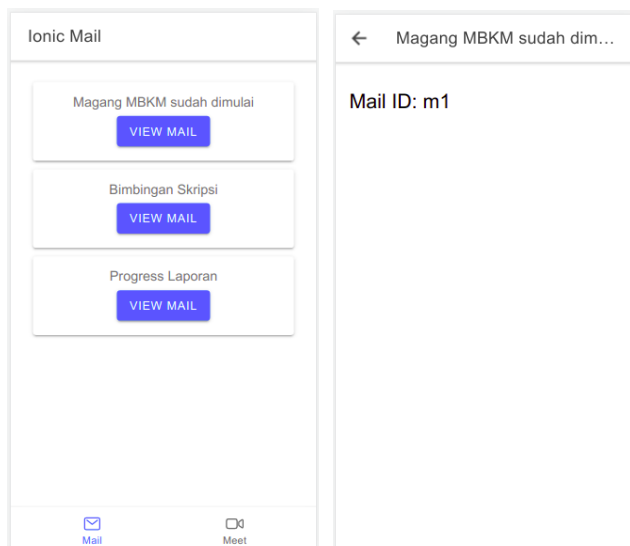 Ionic Mail
Magang MBKM sudah dimulai
VIEW MAIL
Bimbingan Skripsi
VIEW MAIL
Progress Laporan
VIEW MAIL
Mail
Meet
Magang MBKM sudah dim...
Mail ID: m1